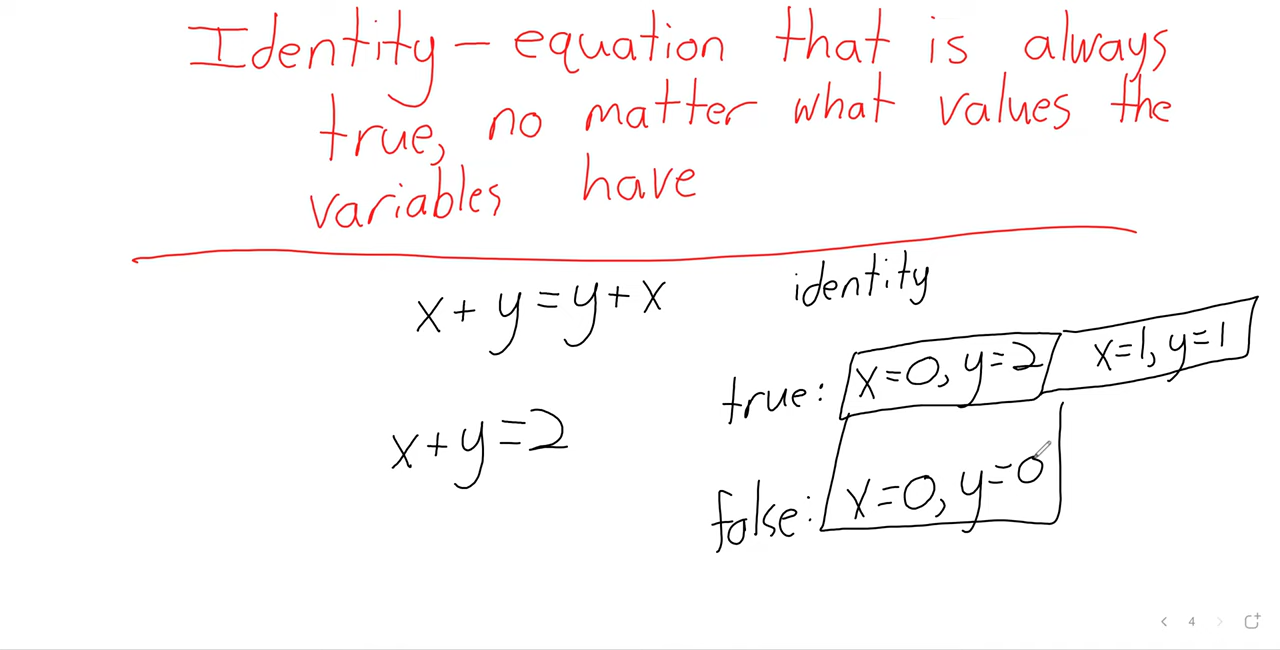 Identity – equation that is always
true, no matter what values the
variables have
x + y = y + x identity
true: x=0, y=2 x=1, y=1
x + y = 2
false: x=0, y=0
4